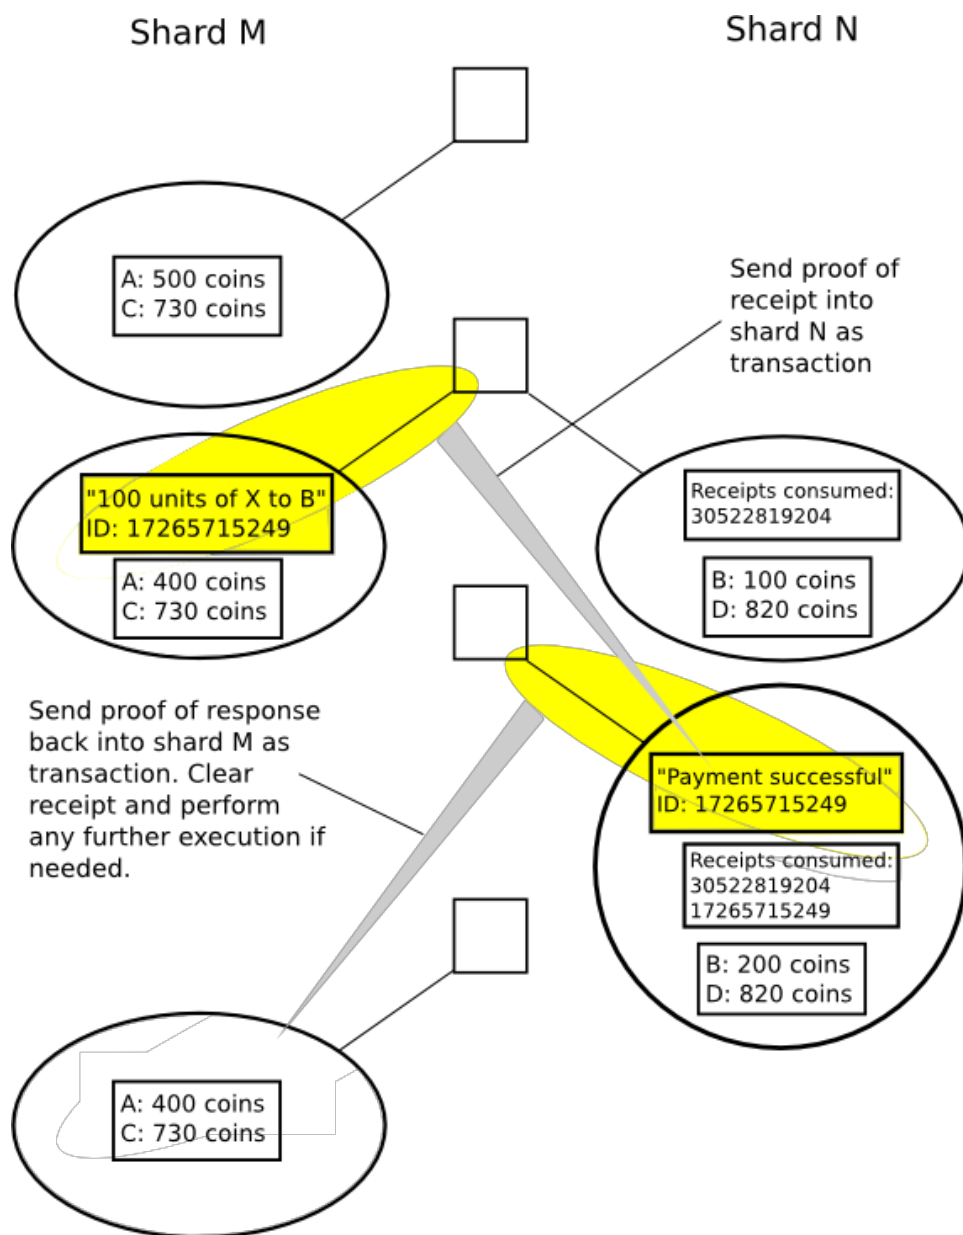 Shard M
Shard N
A: 500 coins
C: 730 coins
Send proof of
receipt into
shard N as
transaction
"100 units of X to B"
ID: 17265715249
A: 400 coins
C: 730 coins
Receipts consumed:
30522819204
B: 100 coins
D: 820 coins
Send proof of response
back into shard M as
transaction. Clear
receipt and perform
any further execution if
needed.
"Payment successful"
ID: 17265715249
Receipts consumed:
30522819204
17265715249
B: 200 coins
D: 820 coins
A: 400 coins
C: 730 coins